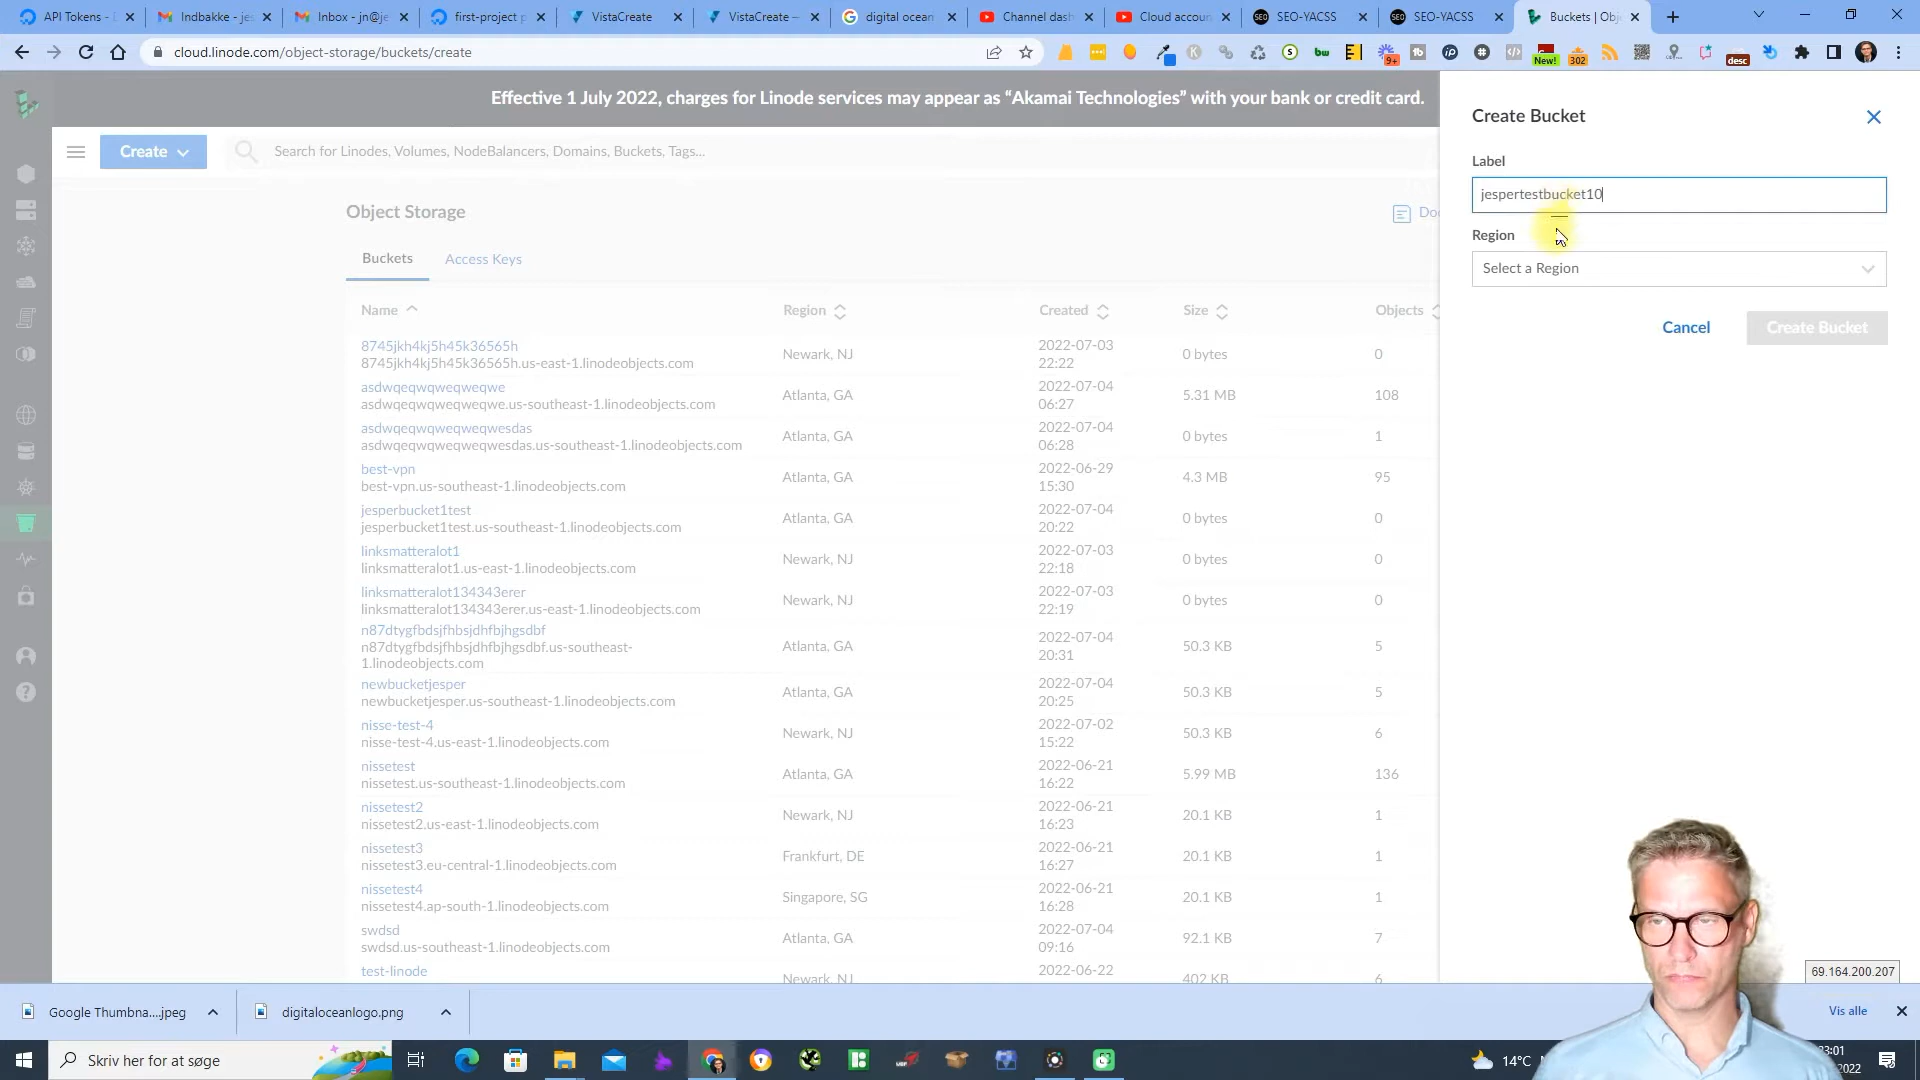 API Tokens - D
Indbakke - jes
Inbox - jn@je
first-project p
VistaCreate
VistaCreate –
digital ocean
Channel dash
Cloud accoun
SEO-YACSS
SEO-YACSS
Buckets | Obj
cloud.linode.com/object-storage/buckets/create
9+
New!
302
desc
Effective 1 July 2022, charges for Linode services may appear as “Akamai Technologies” with your bank or credit card.
Create
Search for Linodes, Volumes, NodeBalancers, Domains, Buckets, Tags...
Object Storage
Buckets
Access Keys
Name
Region
Created
Size
Objects
8745jkh4kj5h45k36565h
8745jkh4kj5h45k36565h.us-east-1.linodeobjects.com
Newark, NJ
2022-07-03
22:22
0 bytes
0
asdwqeqwqweqweqwe
asdwqeqwqweqweqwe.us-southeast-1.linodeobjects.com
Atlanta, GA
2022-07-04
06:27
5.31 MB
108
asdwqeqwqweqweqwesdas
asdwqeqwqweqweqwesdas.us-southeast-1.linodeobjects.com
Atlanta, GA
2022-07-04
06:28
0 bytes
1
best-vpn
best-vpn.us-southeast-1.linodeobjects.com
Atlanta, GA
2022-06-29
15:30
4.3 MB
95
jesperbucket1test
jesperbucket1test.us-southeast-1.linodeobjects.com
Atlanta, GA
2022-07-04
20:22
0 bytes
0
linksmatteralot1
linksmatteralot1.us-east-1.linodeobjects.com
Newark, NJ
2022-07-03
22:18
0 bytes
0
linksmatteralot134343erer
linksmatteralot134343erer.us-east-1.linodeobjects.com
Newark, NJ
2022-07-03
22:19
0 bytes
0
n87dtygfbdsjfhbsjdhfbjhgsdbf
n87dtygfbdsjfhbsjdhfbjhgsdbf.us-southeast-
1.linodeobjects.com
Atlanta, GA
2022-07-04
20:31
50.3 KB
5
newbucketjesper
newbucketjesper.us-southeast-1.linodeobjects.com
Atlanta, GA
2022-07-04
20:25
50.3 KB
5
nisse-test-4
nisse-test-4.us-east-1.linodeobjects.com
Newark, NJ
2022-07-02
15:22
50.3 KB
6
nissetest
nissetest.us-southeast-1.linodeobjects.com
Atlanta, GA
2022-06-21
16:22
5.99 MB
136
nissetest2
nissetest2.us-east-1.linodeobjects.com
Newark, NJ
2022-06-21
16:23
20.1 KB
1
nissetest3
nissetest3.eu-central-1.linodeobjects.com
Frankfurt, DE
2022-06-21
16:27
20.1 KB
1
nissetest4
nissetest4.ap-south-1.linodeobjects.com
Singapore, SG
2022-06-21
16:28
20.1 KB
1
swdsd
swdsd.us-southeast-1.linodeobjects.com
Atlanta, GA
2022-07-04
09:16
92.1 KB
7
test-linode
Newark, NJ
2022-06-22
402 KB
6
Create Bucket
Label
jespertestbucket10
Region
Select a Region
Cancel
Create Bucket
69.164.200.207
Google Thumbna....jpeg
digitaloceanlogo.png
Vis alle
Skriv her for at søge
14°C
2022